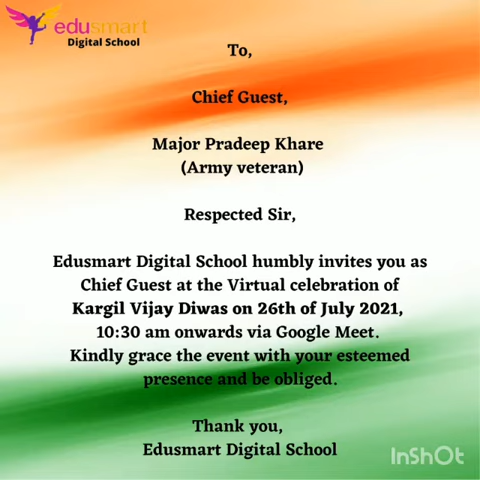 edusmart
Digital School
To,
Chief Guest,
Major Pradeep Khare
(Army veteran)
Respected Sir,
Edusmart Digital School humbly invites you as
Chief Guest at the Virtual celebration of
Kargil Vijay Diwas on 26th of July 2021,
10:30 am onwards via Google Meet.
Kindly grace the event with your esteemed
presence and be obliged.
Thank you,
Edusmart Digital School
InShOt